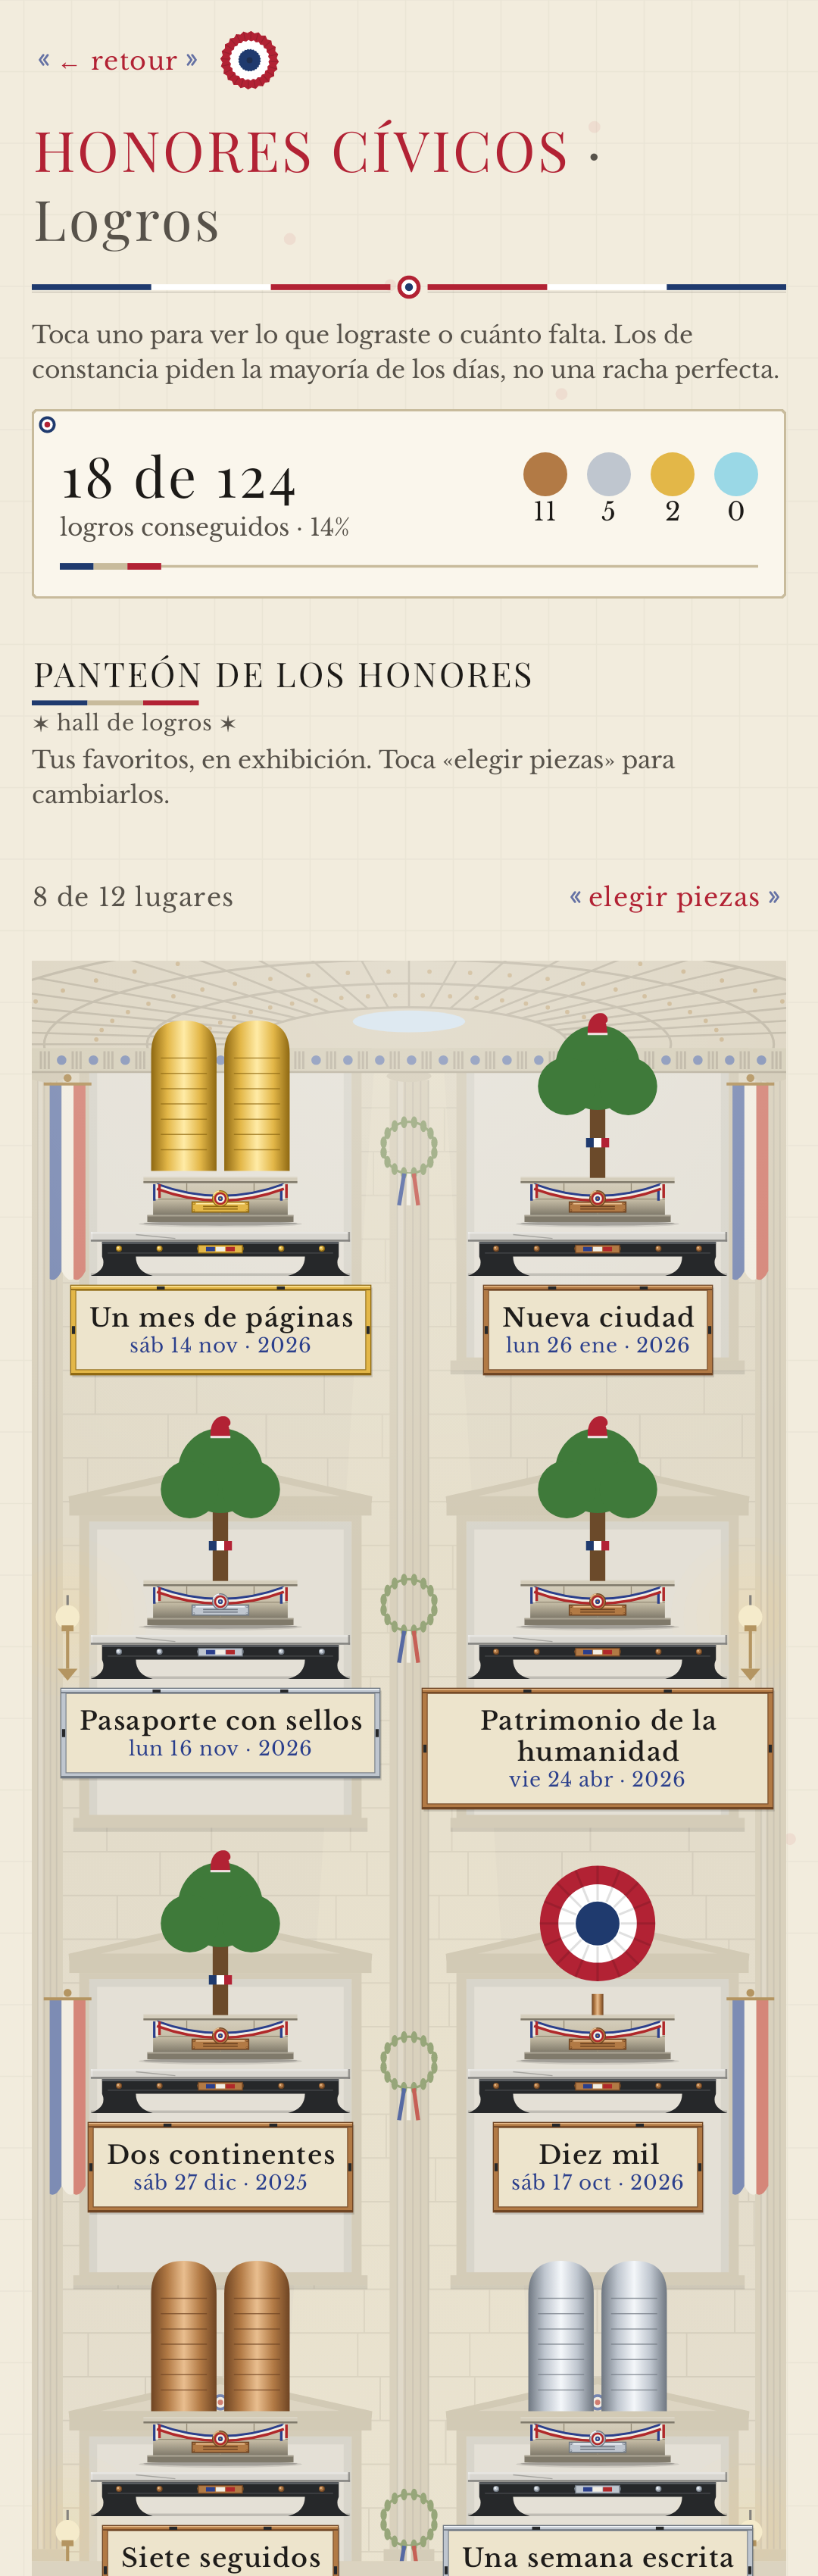 « ← retour »
HONORES CÍVICOS ·
Logros
Toca uno para ver lo que lograste o cuánto falta. Los de
constancia piden la mayoría de los días, no una racha perfecta.
18 de 124
logros conseguidos · 14%
11 5 2 0
PANTEÓN DE LOS HONORES
✶ hall de logros ✶
Tus favoritos, en exhibición. Toca «elegir piezas» para
cambiarlos.
8 de 12 lugares
« elegir piezas »
Un mes de páginas
sáb 14 nov · 2026
Nueva ciudad
lun 26 ene · 2026
Pasaporte con sellos
lun 16 nov · 2026
Patrimonio de la
humanidad
vie 24 abr · 2026
Dos continentes
sáb 27 dic · 2025
Diez mil
sáb 17 oct · 2026
Siete seguidos
Una semana escrita